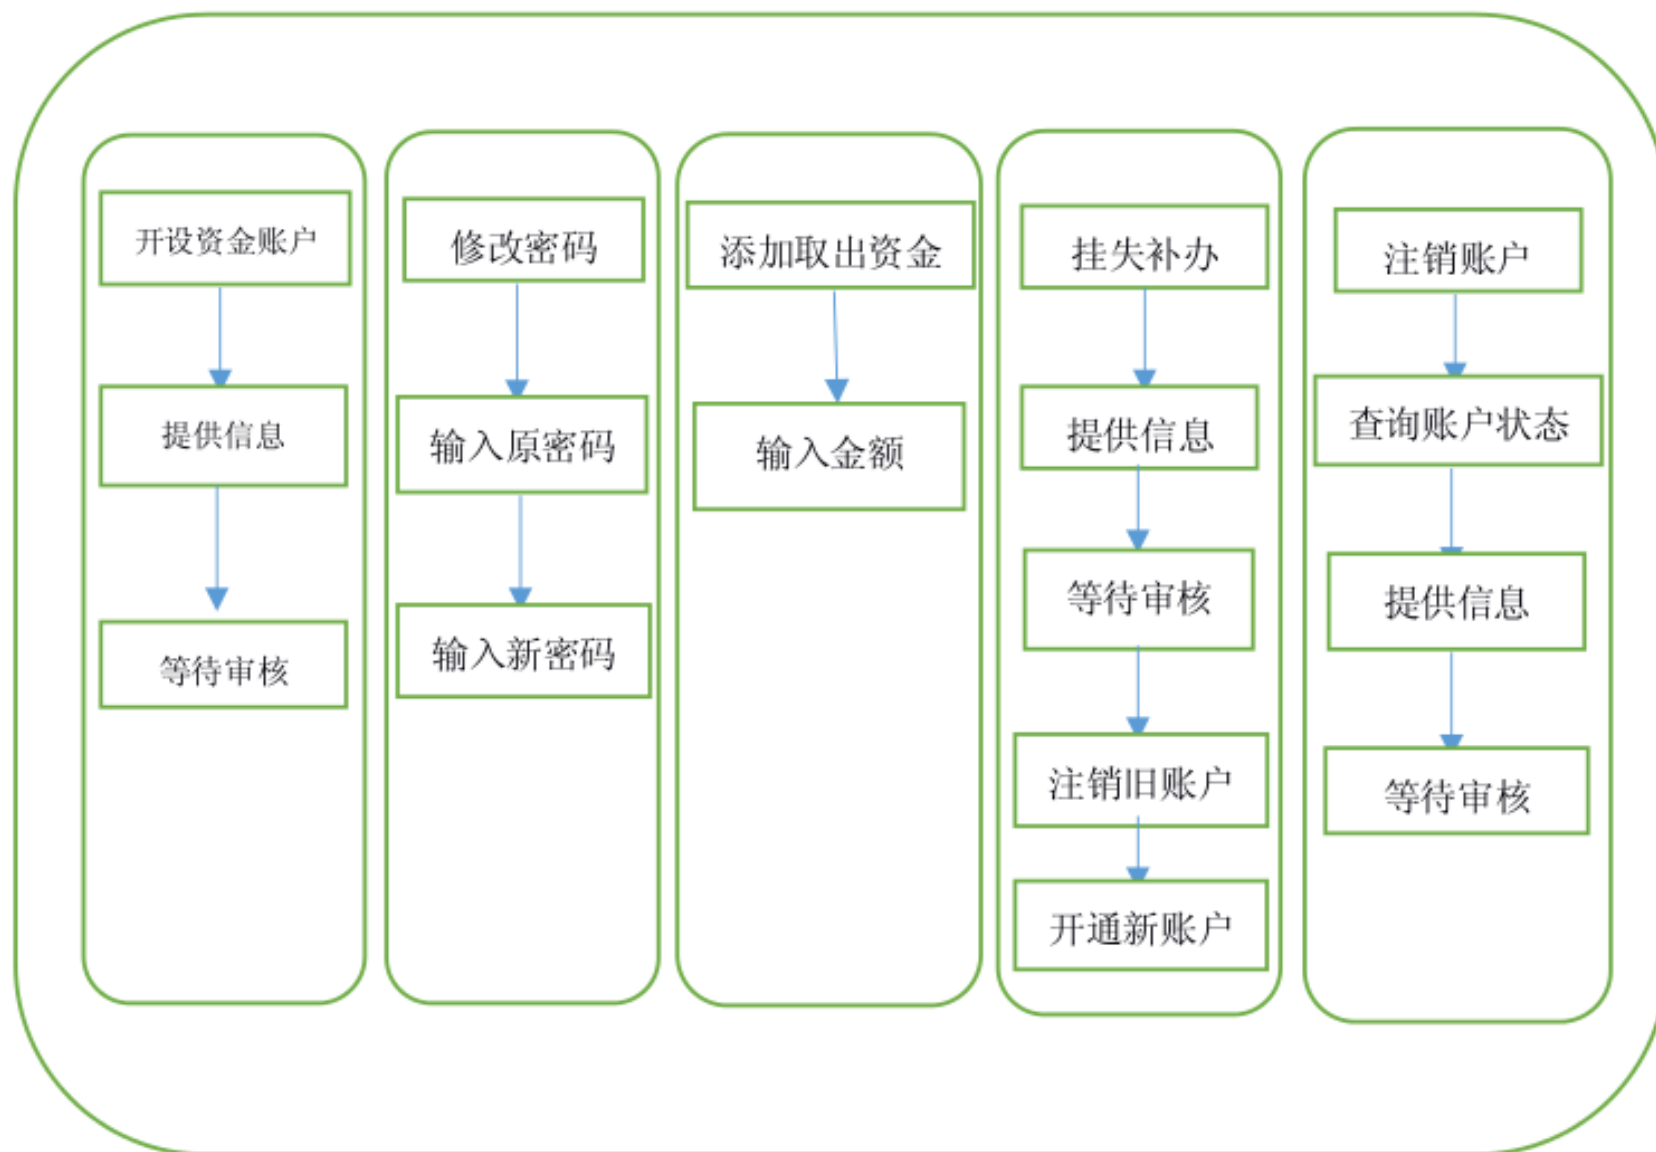 开设资金账户
提供信息
等待审核
修改密码
输入原密码
输入新密码
添加取出资金
输入金额
挂失补办
提供信息
等待审核
注销旧账户
开通新账户
注销账户
查询账户状态
提供信息
等待审核